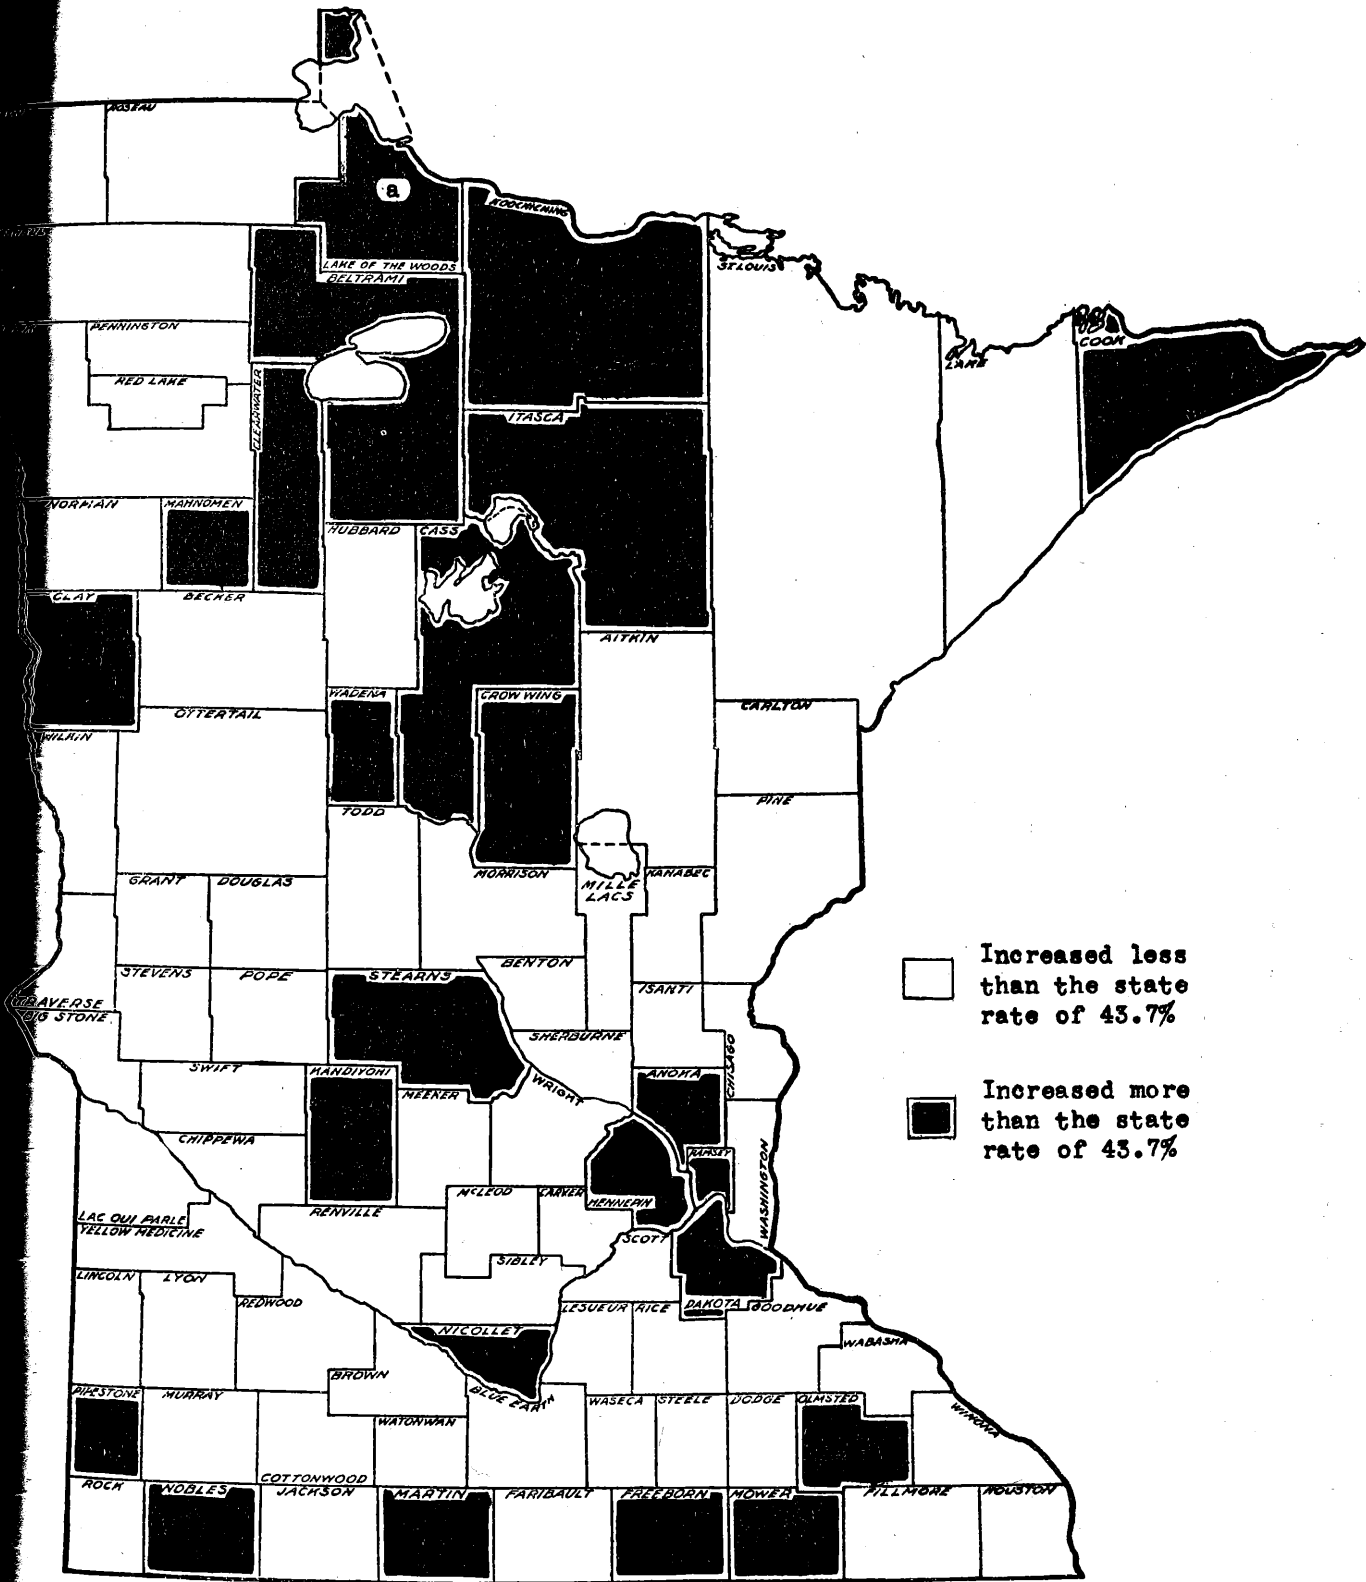 ROSEAU
a
KOOCHICHING
LAKE OF THE WOODS
BELTRAMI
ST.LOUIS
PENNINGTON
COOK
LAKE
RED LAKE
CLEARWATER
ITASCA
NORMAN
MAHNOMEN
HUBBARD
CASS
CLAY
BECKER
AITKIN
WADENA
CROW WING
CARLTON
OTTERTAIL
WILKIN
TODD
PINE
MORRISON
KANABEC
GRANT
DOUGLAS
MILLE
LACS
Increased less
than the state
rate of 43.7%
BENTON
STEVENS
POPE
STEARNS
ISANTI
TRAVERSE
BIG STONE
SHERBURNE
CHISAGO
SWIFT
KANDIYOHI
WRIGHT
ANOKA
MEEKER
Increased more
than the state
rate of 43.7%
CHIPPEWA
RAMSEY
WASHINGTON
McLEOD
CARVER
HENNEPIN
LAC QUI PARLE
YELLOW MEDICINE
RENVILLE
SCOTT
SIBLEY
LINCOLN
LYON
REDWOOD
LESUEUR
RICE
DAKOTA
GOODHUE
NICOLLET
WABASHA
BROWN
BLUE EARTH
PIPESTONE
MURRAY
WASECA
STEELE
DODGE
OLMSTED
WINONA
WATONWAN
COTTONWOOD
ROCK
NOBLES
JACKSON
MARTIN
FARIBAULT
FREEBORN
MOWER
FILLMORE
HOUSTON